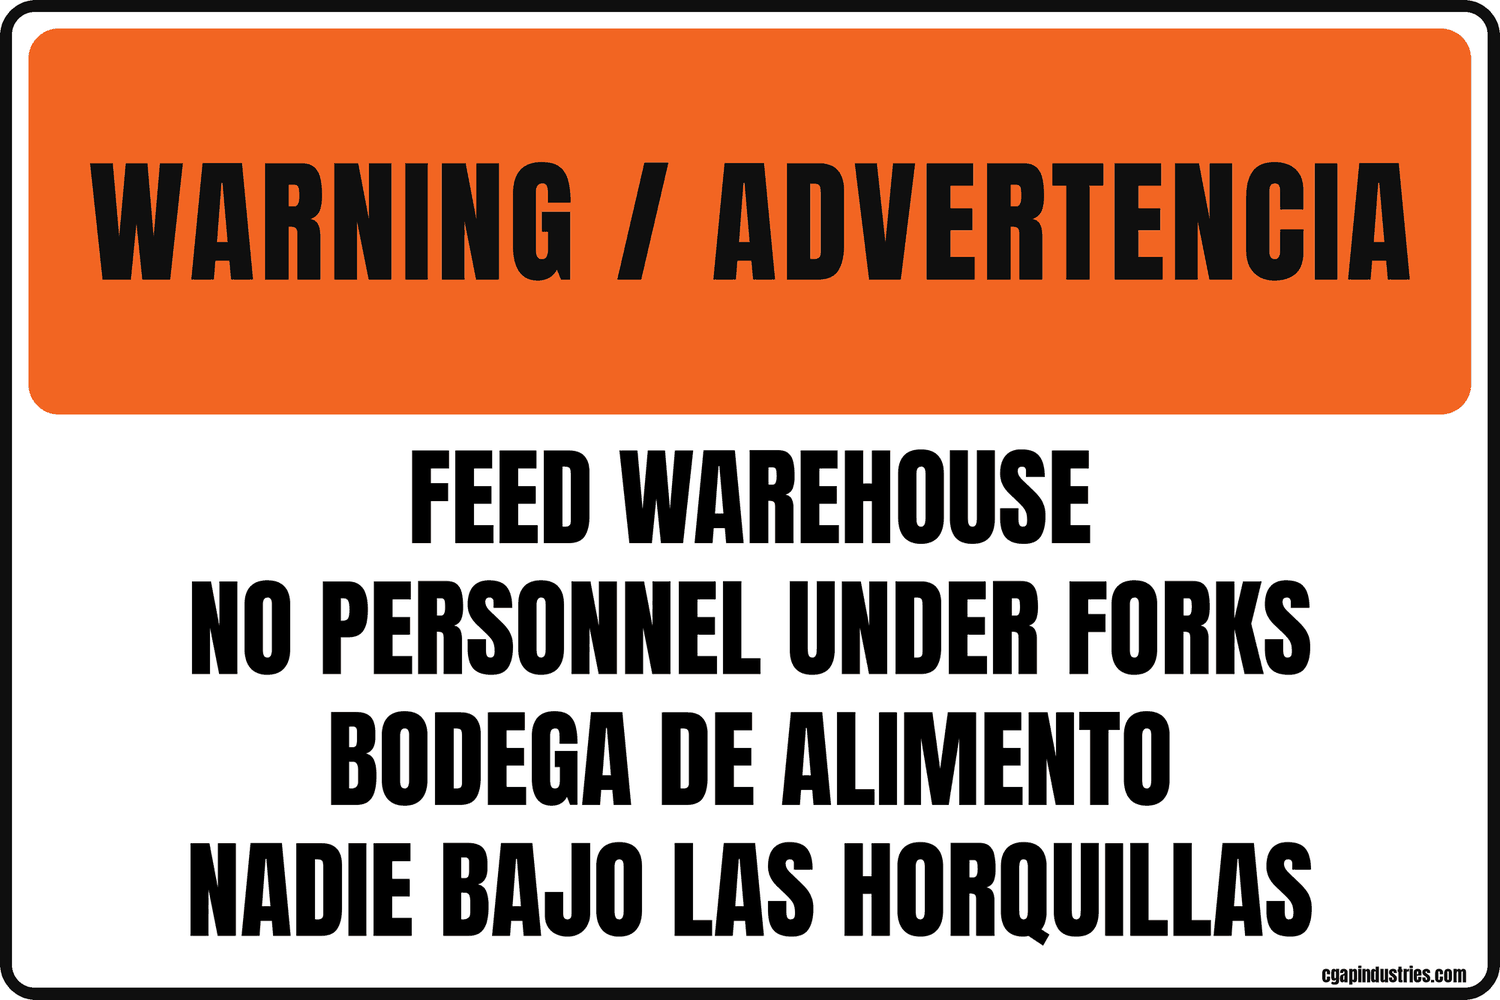 WARNING / ADVERTENCIA
FEED WAREHOUSE
NO PERSONNEL UNDER FORKS
BODEGA DE ALIMENTO
NADIE BAJO LAS HORQUILLAS
cgapindustries.com